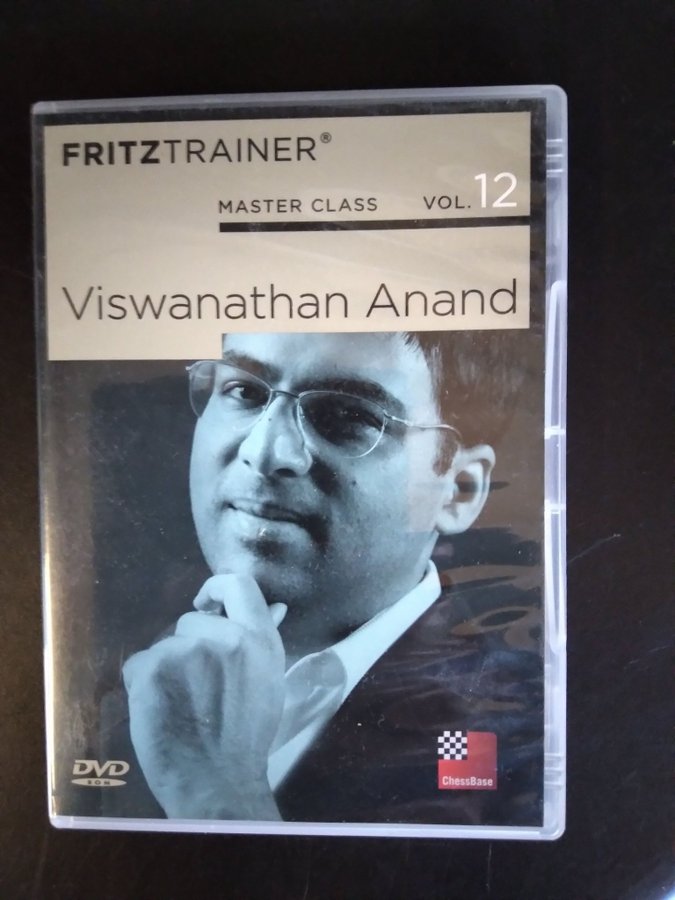 FRITZTRAINER®
MASTER CLASS VOL. 12
Viswanathan Anand
DVD
ROM
ChessBase